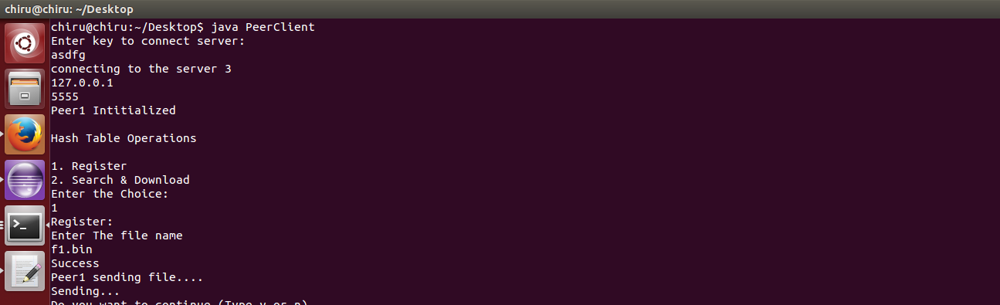 chiru@chiru: ~/Desktop
chiru@chiru:~/Desktop$ java PeerClient
Enter key to connect server:
asdfg
connecting to the server 3
127.0.0.1
5555
Peer1 Intitialized
Hash Table Operations
1. Register
2. Search & Download
Enter the Choice:
1
Register:
Enter The file name
f1.bin
Success
Peer1 sending file....
Sending...
Do you want to continue (Type y or n)